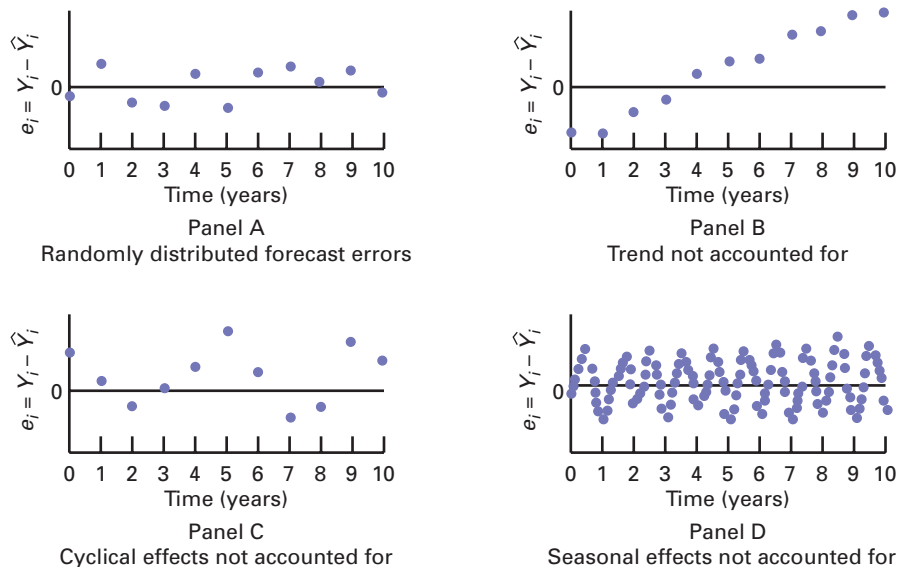 e_i = Y_i − Ŷ_i
0
0 1 2 3 4 5 6 7 8 9 10
Time (years)
Panel A
Randomly distributed forecast errors
e_i = Y_i − Ŷ_i
0
0 1 2 3 4 5 6 7 8 9 10
Time (years)
Panel B
Trend not accounted for
e_i = Y_i − Ŷ_i
0
0 1 2 3 4 5 6 7 8 9 10
Time (years)
Panel C
Cyclical effects not accounted for
e_i = Y_i − Ŷ_i
0
0 1 2 3 4 5 6 7 8 9 10
Time (years)
Panel D
Seasonal effects not accounted for